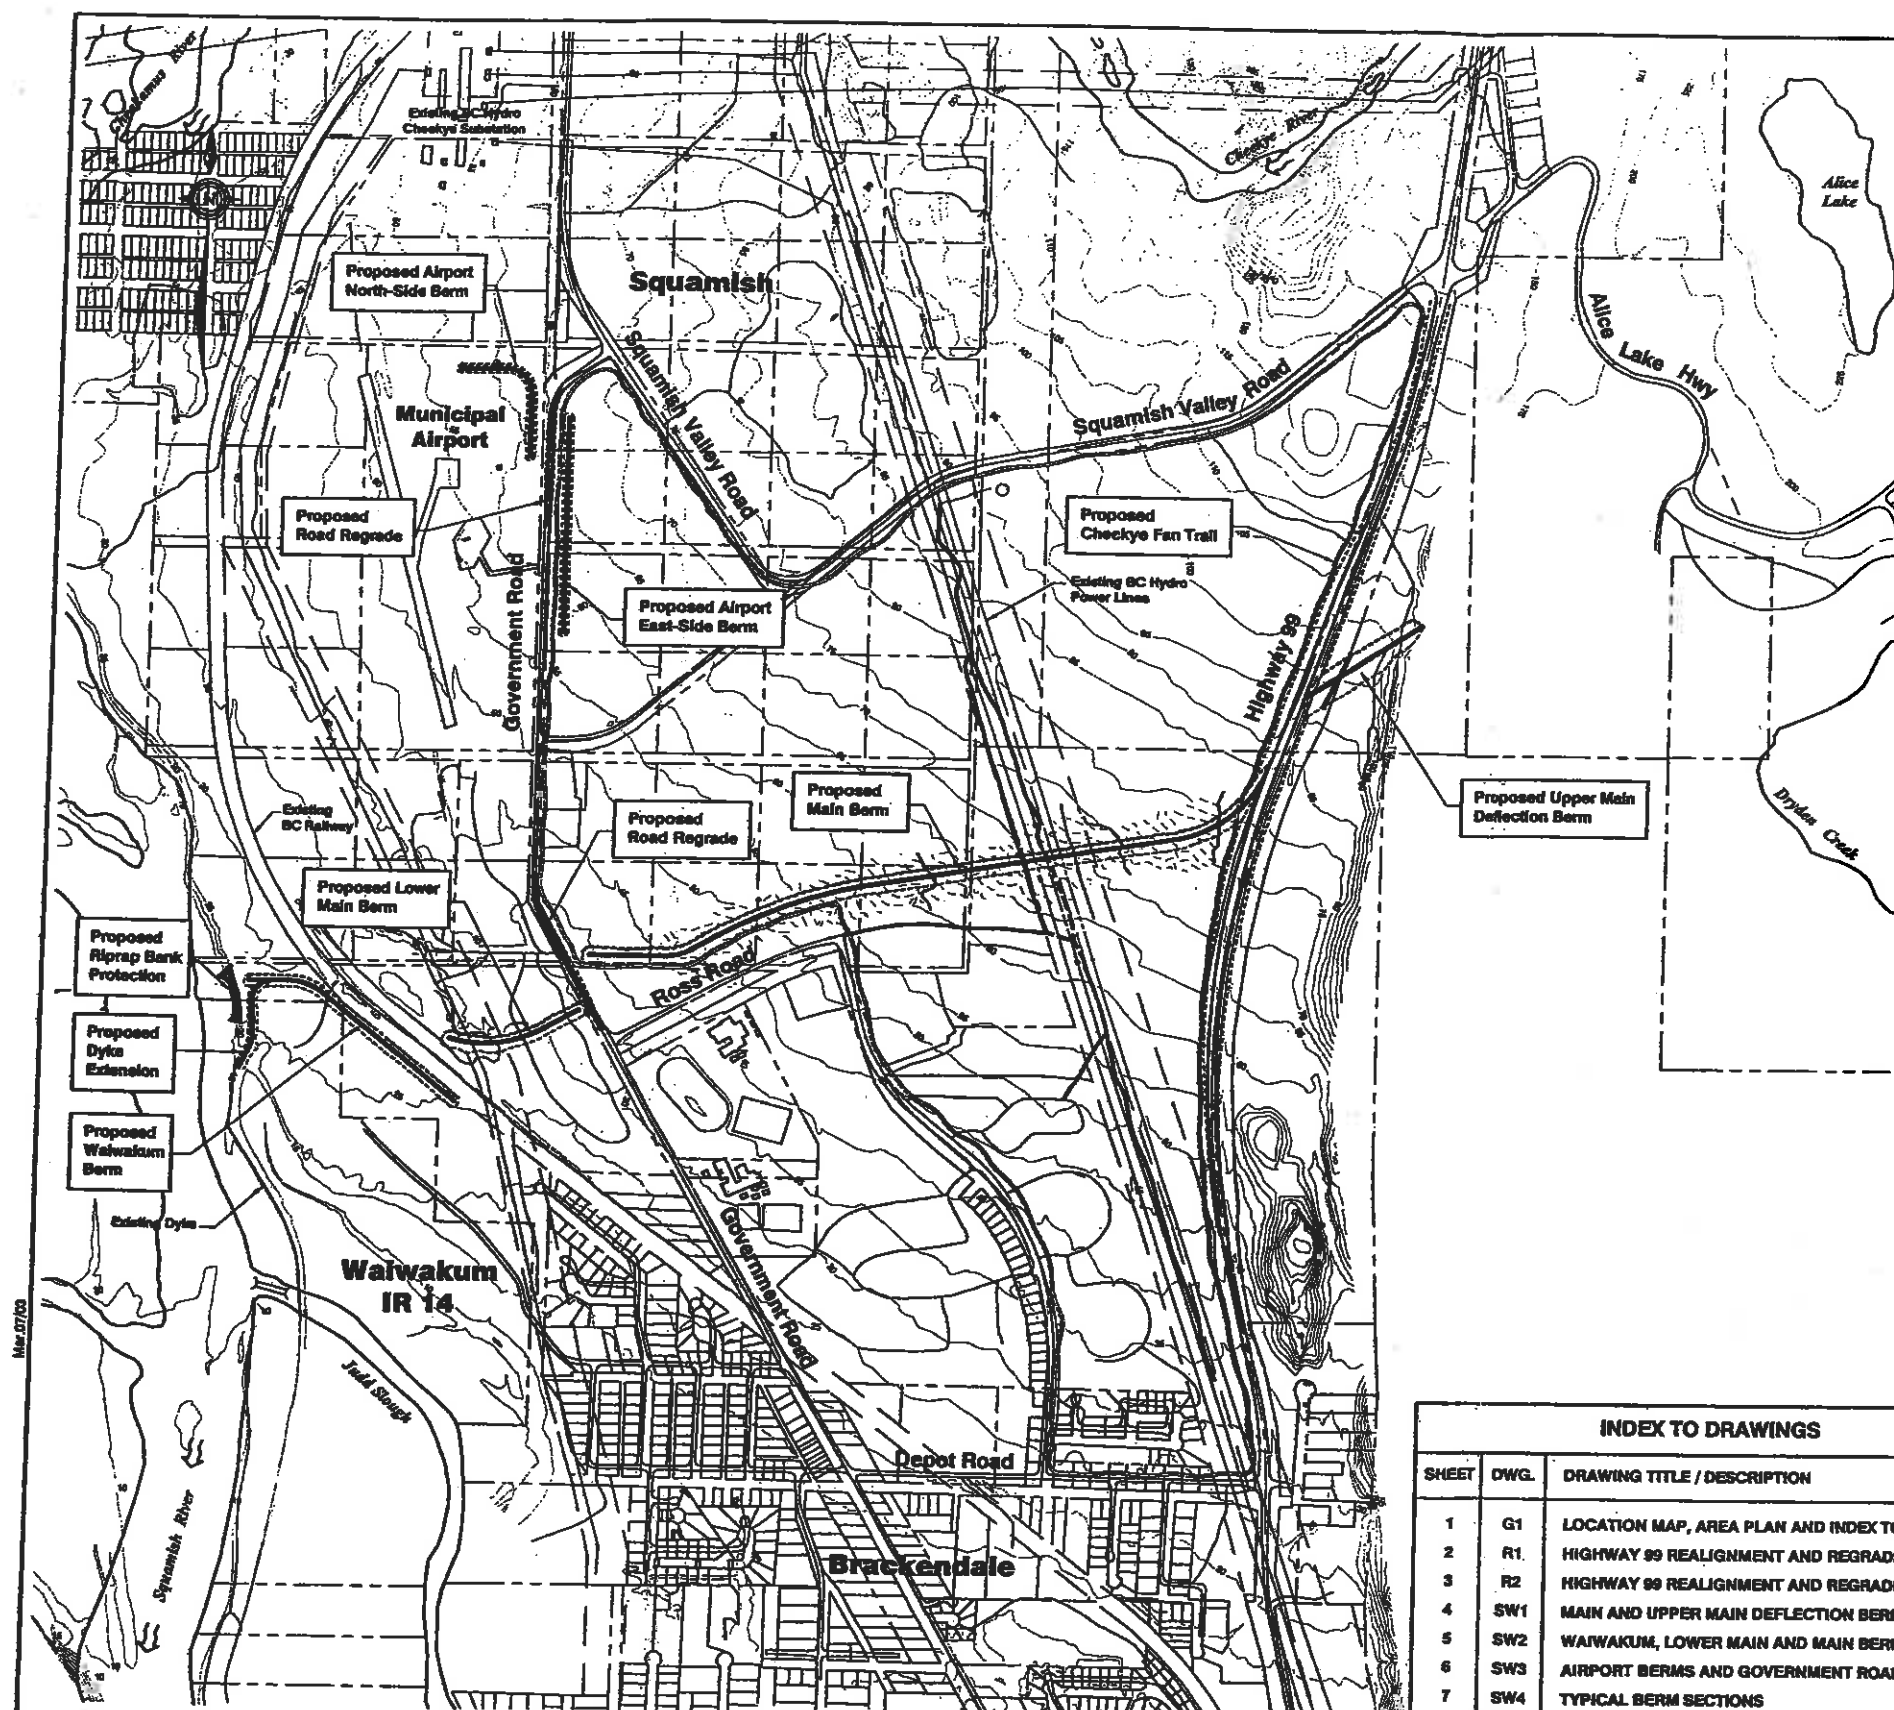 Cheakamus River
Existing BC Hydro
Cheekye Substation
Cheekye River
Alice
Lake
Proposed Airport
North-Side Berm
Squamish
Squamish Valley Road
Squamish Valley Road
Alice Lake Hwy
Municipal
Airport
Proposed
Road Regrade
Proposed
Cheekye Fan Trail
Government Road
Proposed Airport
East-Side Berm
Existing BC Hydro
Power Lines
Highway 99
Proposed
Main Berm
Proposed Upper Main
Deflection Berm
Dryden Creek
Existing
BC Railway
Proposed
Road Regrade
Proposed Lower
Main Berm
Proposed
Riprap Bank
Protection
Ross Road
Proposed
Dyke
Extension
Proposed
Waiwakum
Berm
Existing Dyke
Government Road
Waiwakum
IR 14
Mar.07/03
Judd Slough
Squamish River
Depot Road
Brackendale
INDEX TO DRAWINGS
SHEET DWG. DRAWING TITLE / DESCRIPTION
1 G1 LOCATION MAP, AREA PLAN AND INDEX T
2 R1 HIGHWAY 99 REALIGNMENT AND REGRAD
3 R2 HIGHWAY 99 REALIGNMENT AND REGRAD
4 SW1 MAIN AND UPPER MAIN DEFLECTION BER
5 SW2 WAIWAKUM, LOWER MAIN AND MAIN BER
6 SW3 AIRPORT BERMS AND GOVERNMENT ROA
7 SW4 TYPICAL BERM SECTIONS